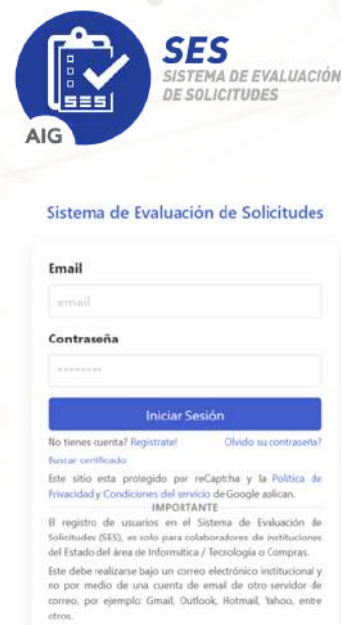 SES
SISTEMA DE EVALUACIÓN
DE SOLICITUDES
SES
AIG
Sistema de Evaluación de Solicitudes
Email
email
Contraseña
********
Iniciar Sesión
No tienes cuenta? Registrate! Olvido su contraseña?
Buscar certificado
Este sitio esta protegido por reCaptcha y la Política de
Privacidad y Condiciones del servicio de Google aplican.
IMPORTANTE
El registro de usuarios en el Sistema de Evaluación de
Solicitudes (SES), es solo para colaboradores de instituciones
del Estado del área de Informática / Tecnología o Compras.
Este debe realizarse bajo un correo electrónico institucional y
no por medio de una cuenta de email de otro servidor de
correo, por ejemplo: Gmail, Outlook, Hotmail, Yahoo, entre
otros.